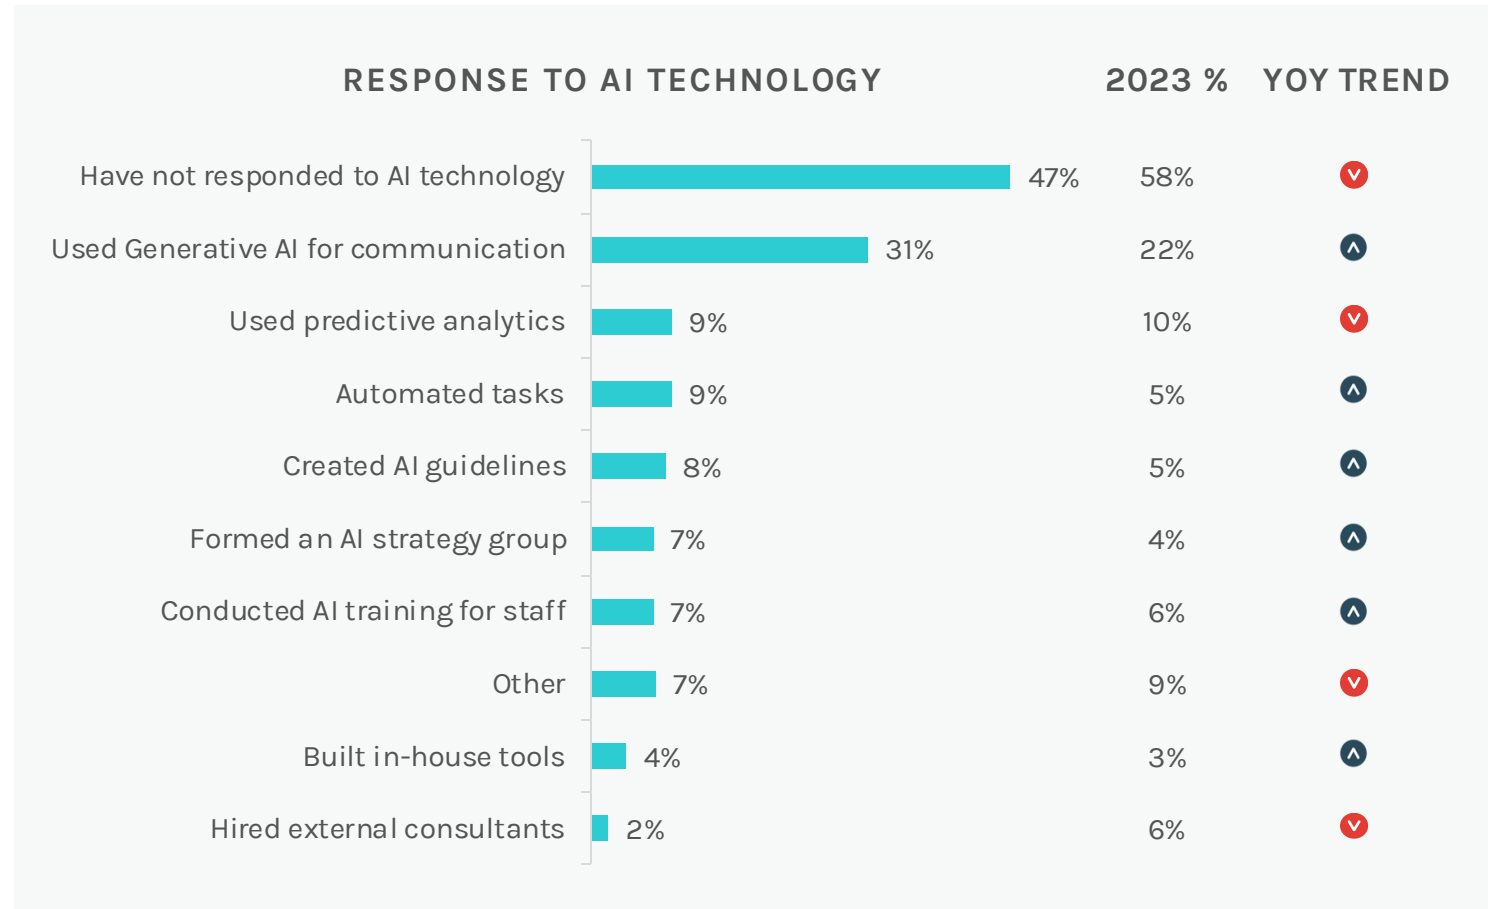 RESPONSE TO AI TECHNOLOGY 2023 % YOY TREND
Have not responded to AI technology 47% 58%
Used Generative AI for communication 31% 22%
Used predictive analytics 9% 10%
Automated tasks 9% 5%
Created AI guidelines 8% 5%
Formed an AI strategy group 7% 4%
Conducted AI training for staff 7% 6%
Other 7% 9%
Built in-house tools 4% 3%
Hired external consultants 2% 6%